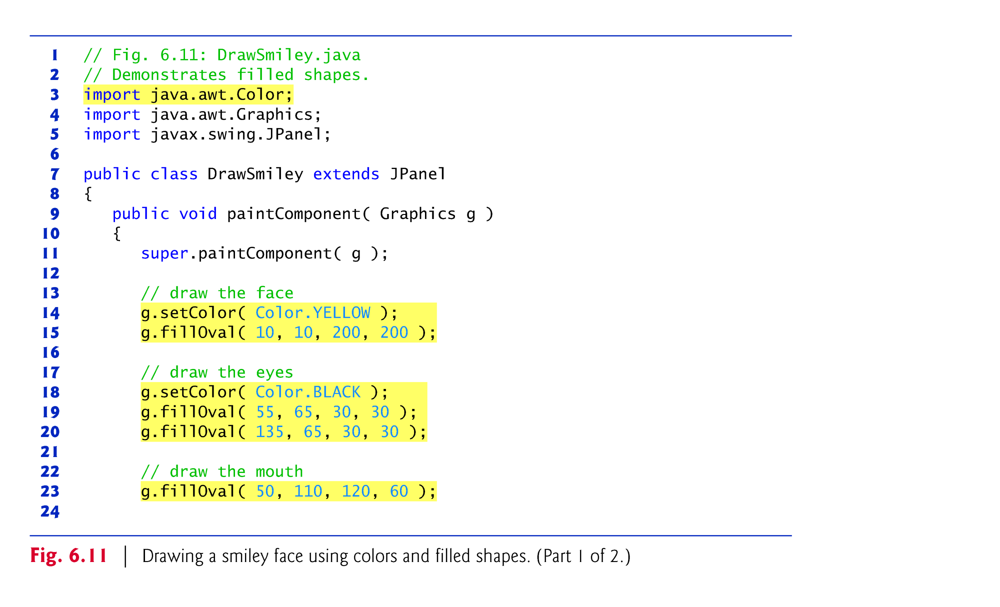 1 // Fig. 6.11: DrawSmiley.java
2 // Demonstrates filled shapes.
3 import java.awt.Color;
4 import java.awt.Graphics;
5 import javax.swing.JPanel;
6
7 public class DrawSmiley extends JPanel
8 {
9    public void paintComponent( Graphics g )
10    {
11       super.paintComponent( g );
12
13       // draw the face
14       g.setColor( Color.YELLOW );
15       g.fillOval( 10, 10, 200, 200 );
16
17       // draw the eyes
18       g.setColor( Color.BLACK );
19       g.fillOval( 55, 65, 30, 30 );
20       g.fillOval( 135, 65, 30, 30 );
21
22       // draw the mouth
23       g.fillOval( 50, 110, 120, 60 );
24
Fig. 6.11 | Drawing a smiley face using colors and filled shapes. (Part 1 of 2.)